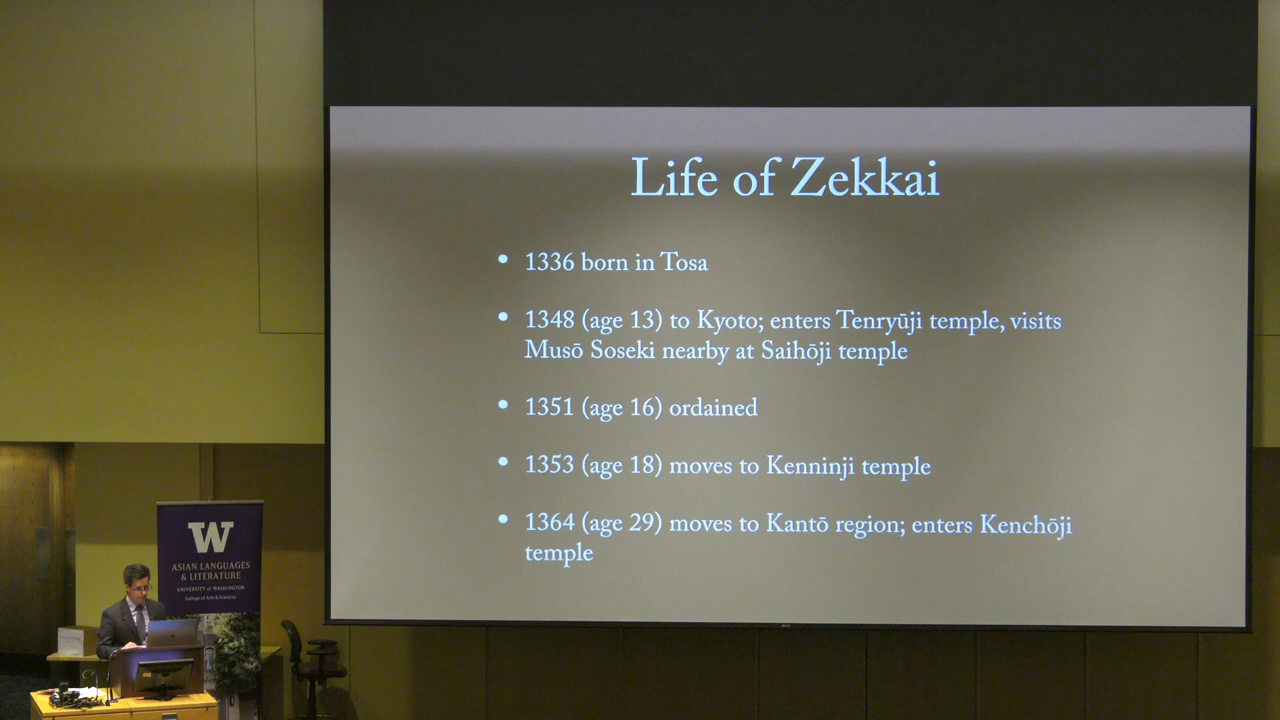 Life of Zekkai
• 1336 born in Tosa
• 1348 (age 13) to Kyoto; enters Tenryūji temple, visits
Musō Soseki nearby at Saihōji temple
• 1351 (age 16) ordained
• 1353 (age 18) moves to Kenninji temple
• 1364 (age 29) moves to Kantō region; enters Kenchōji
temple
W
ASIAN LANGUAGES
& LITERATURE
UNIVERSITY of WASHINGTON
College of Arts & Sciences